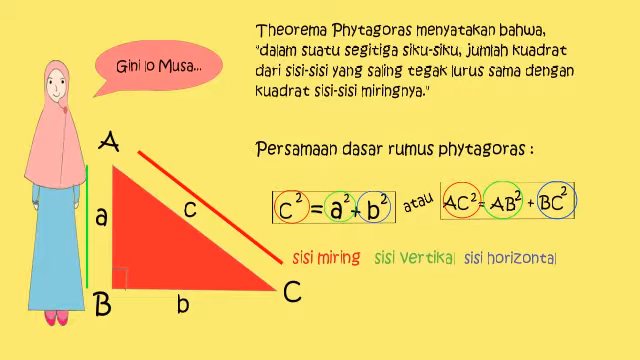 Theorema Phytagoras menyatakan bahwa,
"dalam suatu segitiga siku-siku, jumlah kuadrat
dari sisi-sisi yang saling tegak lurus sama dengan
kuadrat sisi-sisi miringnya."
Gini lo Musa...
Persamaan dasar rumus phytagoras :
A
a
c
B
b
C
c² = a² + b² atau AC² = AB² + BC²
sisi miring sisi vertikal sisi horizontal